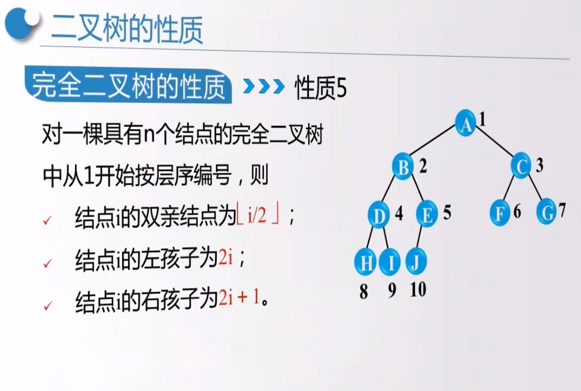 二叉树的性质
完全二叉树的性质 >>> 性质5
对一棵具有n个结点的完全二叉树
中从1开始按层序编号，则
✓ 结点i的双亲结点为⌊i/2⌋；
✓ 结点i的左孩子为2i；
✓ 结点i的右孩子为2i+1。
A 1
B 2 C 3
D 4 E 5 F 6 G 7
H I J
8 9 10